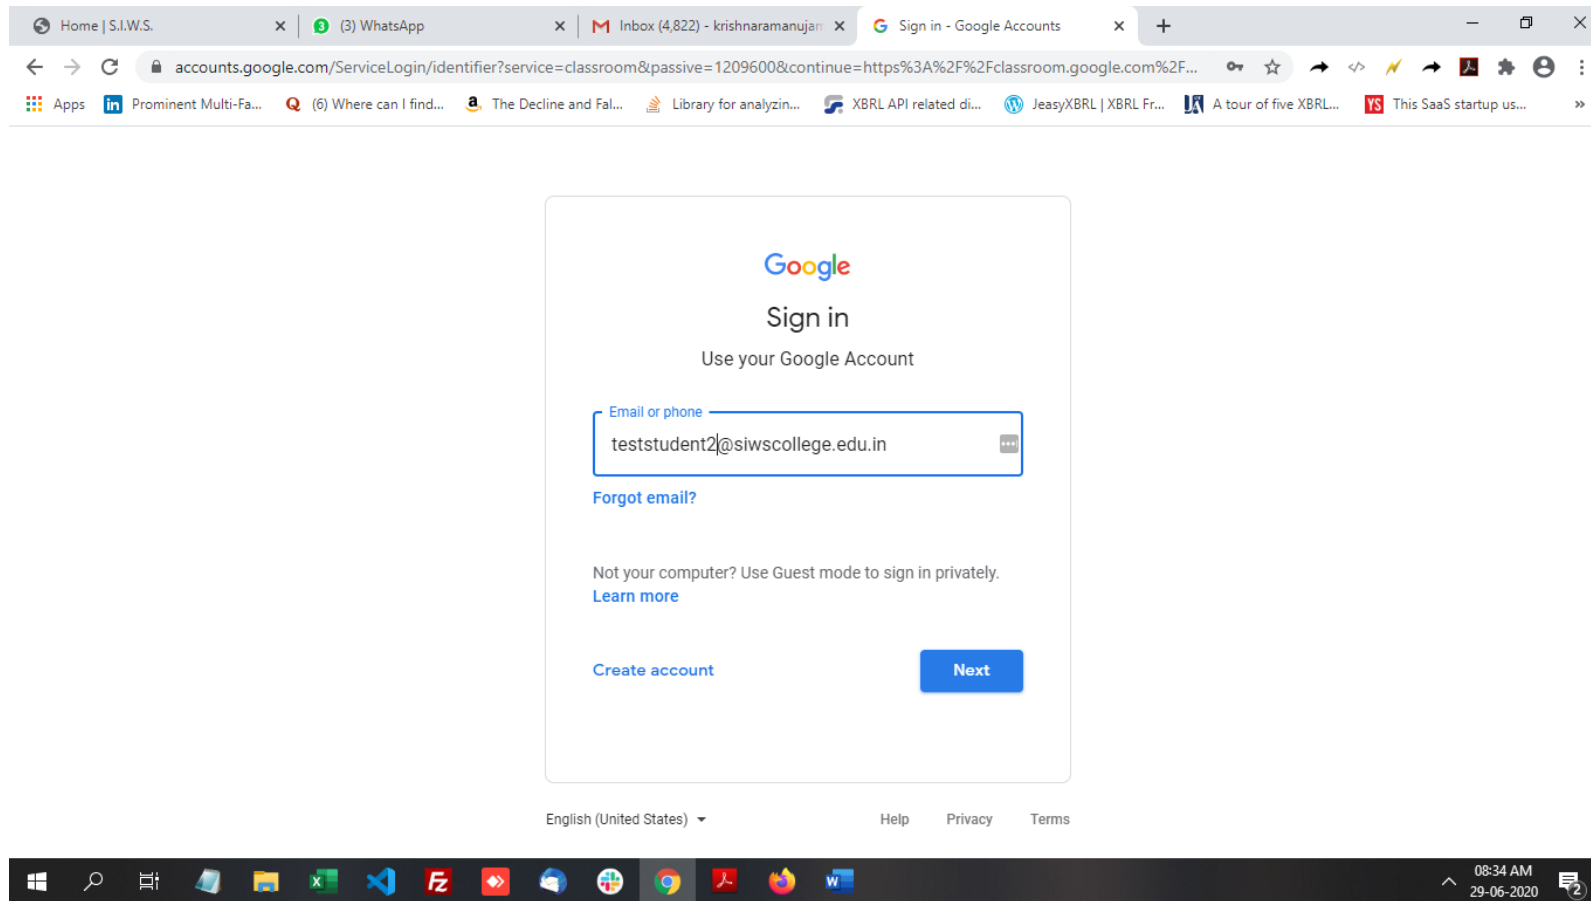 Home | S.I.W.S.
3 (3) WhatsApp
Inbox (4,822) - krishnaramanujam
Sign in - Google Accounts
accounts.google.com/ServiceLogin/identifier?service=classroom&passive=1209600&continue=https%3A%2F%2Fclassroom.google.com%2F...
Apps
in Prominent Multi-Fa...
Q (6) Where can I find...
a The Decline and Fal...
Library for analyzin...
XBRL API related di...
JeasyXBRL | XBRL Fr...
A tour of five XBRL...
YS This SaaS startup us...
»
Google
Sign in
Use your Google Account
Email or phone
teststudent2@siwscollege.edu.in
Forgot email?
Not your computer? Use Guest mode to sign in privately.
Learn more
Create account
Next
English (United States)
Help Privacy Terms
08:34 AM
29-06-2020
2